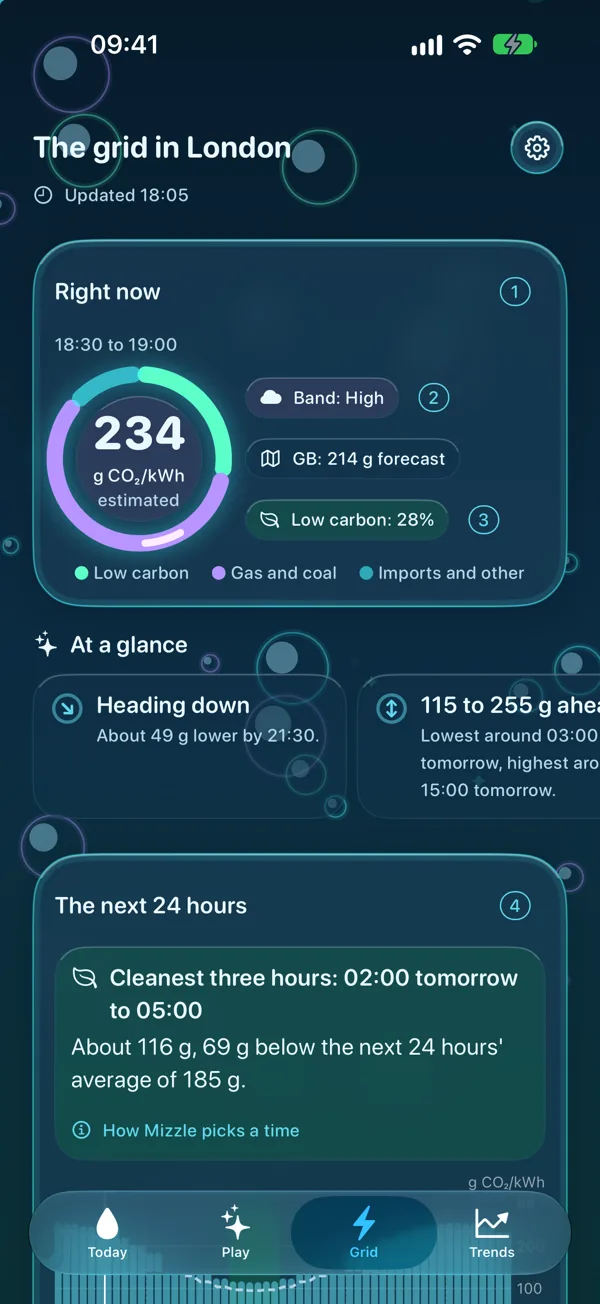 09:41
The grid in London
Updated 18:05
Right now
1
18:30 to 19:00
234
g CO₂/kWh
estimated
Band: High
2
GB: 214 g forecast
Low carbon: 28%
3
Low carbon
Gas and coal
Imports and other
At a glance
Heading down
About 49 g lower by 21:30.
115 to 255 g ahea
Lowest around 03:00
tomorrow, highest aro
15:00 tomorrow.
The next 24 hours
4
Cleanest three hours: 02:00 tomorrow
to 05:00
About 116 g, 69 g below the next 24 hours'
average of 185 g.
How Mizzle picks a time
g CO₂/kWh
200
Today
Play
Grid
Trends
100